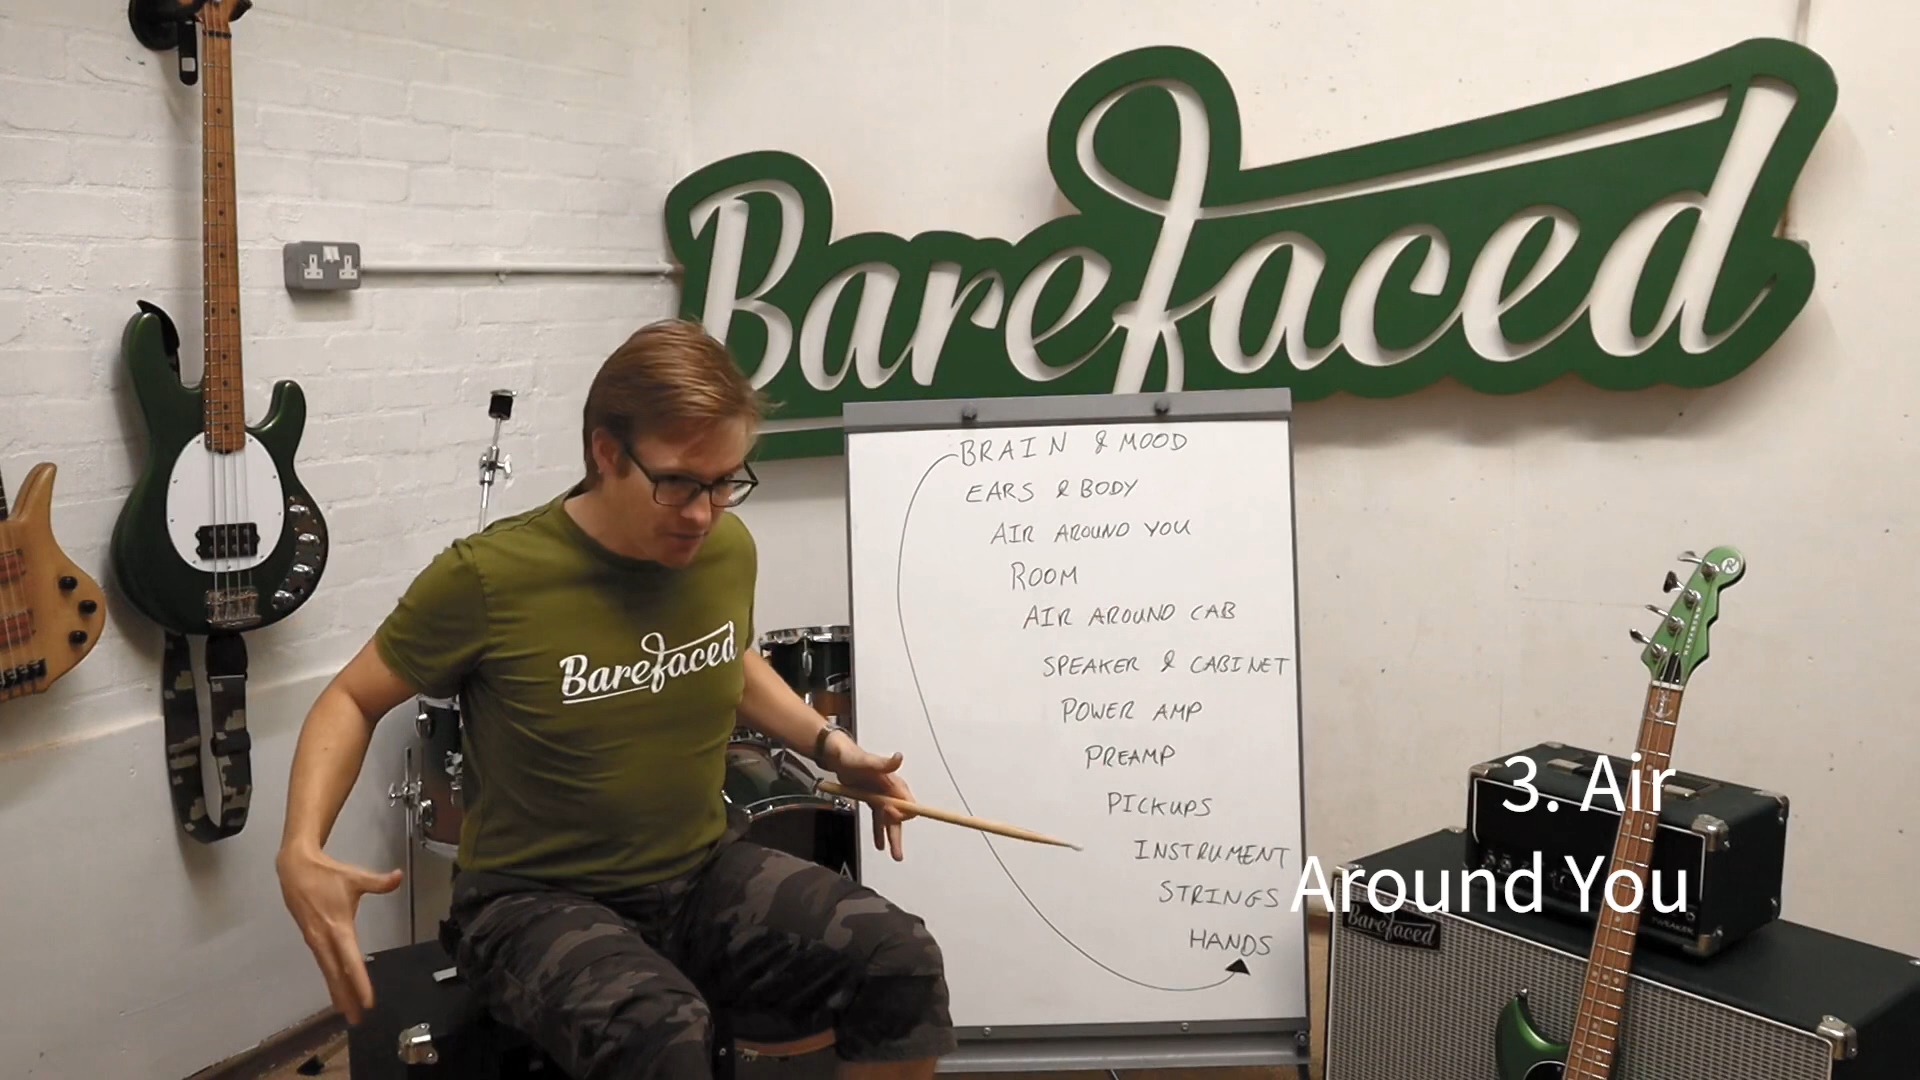 Barefaced
BRAIN & MOOD
EARS & BODY
AIR AROUND YOU
ROOM
AIR AROUND CAB
Barefaced
SPEAKER & CABINET
POWER AMP
PREAMP
3. Air
PICKUPS
INSTRUMENT
Around You
STRINGS
Barefaced
HANDS